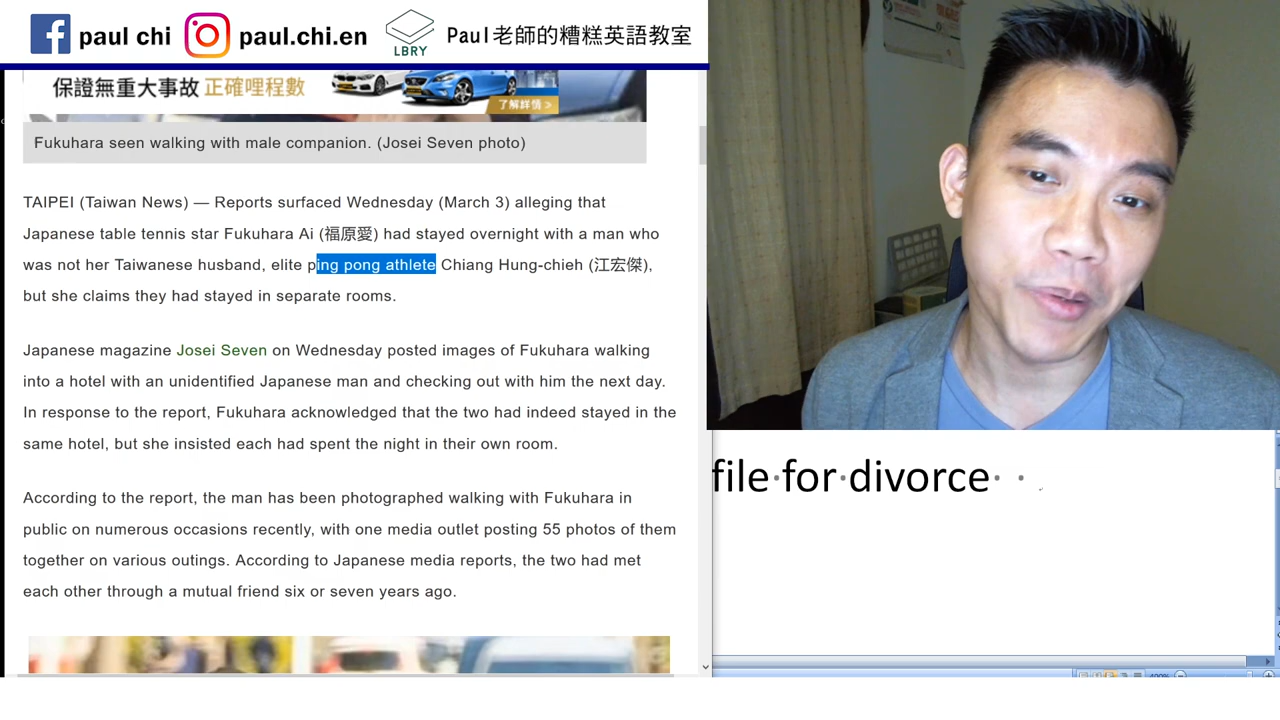 paul chi
paul.chi.en
LBRY
Paul老師的糟糕英語教室
保證無重大事故 正確哩程數
了解詳情 >
Fukuhara seen walking with male companion. (Josei Seven photo)
TAIPEI (Taiwan News) — Reports surfaced Wednesday (March 3) alleging that
Japanese table tennis star Fukuhara Ai (福原愛) had stayed overnight with a man who
was not her Taiwanese husband, elite ping pong athlete Chiang Hung-chieh (江宏傑),
but she claims they had stayed in separate rooms.
Japanese magazine Josei Seven on Wednesday posted images of Fukuhara walking
into a hotel with an unidentified Japanese man and checking out with him the next day.
In response to the report, Fukuhara acknowledged that the two had indeed stayed in the
same hotel, but she insisted each had spent the night in their own room.
According to the report, the man has been photographed walking with Fukuhara in
public on numerous occasions recently, with one media outlet posting 55 photos of them
together on various outings. According to Japanese media reports, the two had met
each other through a mutual friend six or seven years ago.
file·for·divorce· ·